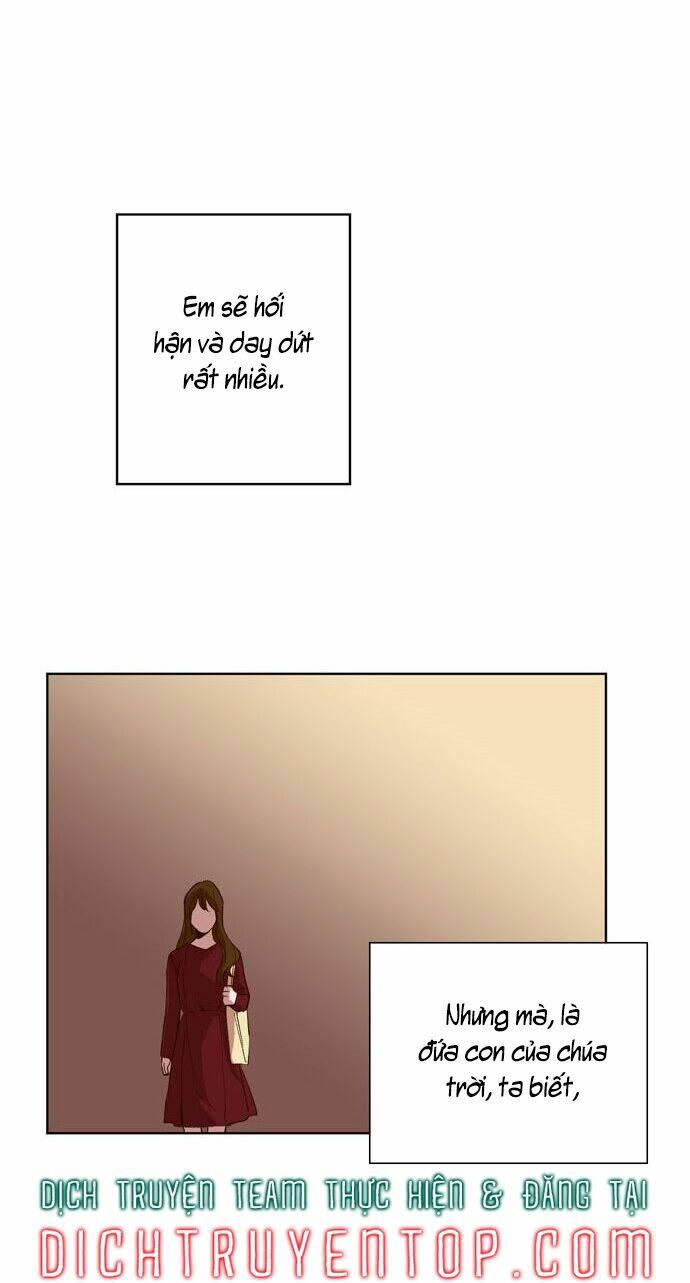 Em sẽ hối
hận và day dứt
rất nhiều.
Nhưng mà, là
đứa con của chúa
trời, ta biết,
DỊCH TRUYỆN TEAM THỰC HIỆN & ĐĂNG TẠI
DICHTRUYENTOP.COM